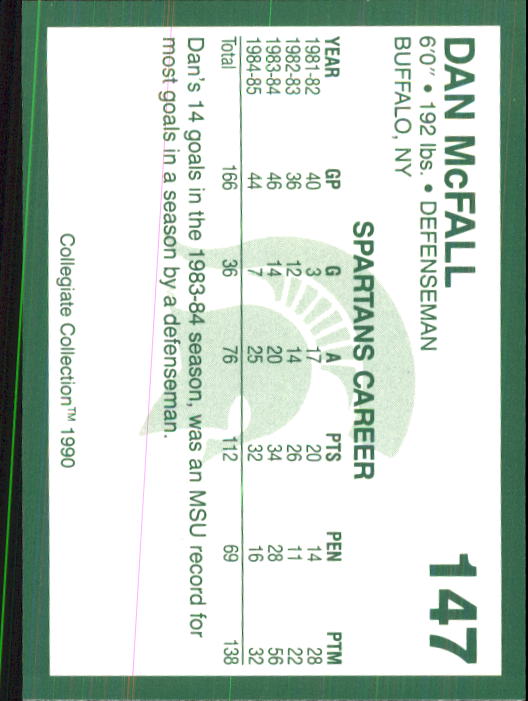 DAN McFALL 147
6'0" • 192 lbs. • DEFENSEMAN
BUFFALO, NY
SPARTANS CAREER
YEAR GP G A PTS PEN PTM
1981-82 40 3 17 20 14 28
1982-83 36 12 14 26 11 22
1983-84 46 14 20 34 28 56
1984-85 44 7 25 32 16 32
Total 166 36 76 112 69 138
Dan's 14 goals in the 1983-84 season, was an MSU record for
most goals in a season by a defenseman.
Collegiate Collection™ 1990